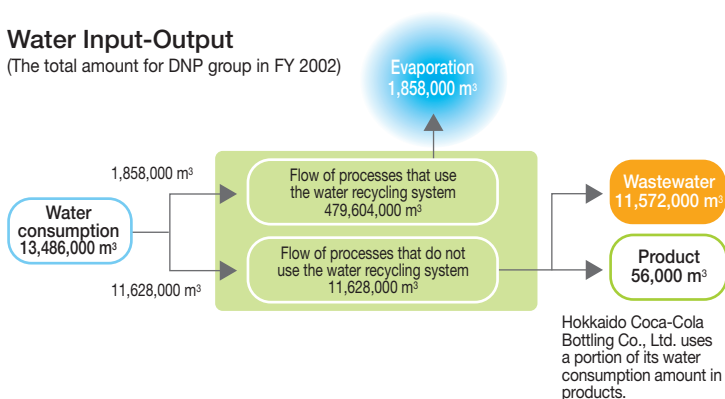 Water Input-Output
(The total amount for DNP group in FY 2002)
Evaporation
1,858,000 m³
1,858,000 m³
Flow of processes that use
the water recycling system
479,604,000 m³
Water
consumption
13,486,000 m³
11,628,000 m³
Flow of processes that do not
use the water recycling system
11,628,000 m³
Wastewater
11,572,000 m³
Product
56,000 m³
Hokkaido Coca-Cola
Bottling Co., Ltd. uses
a portion of its water
consumption amount in
products.